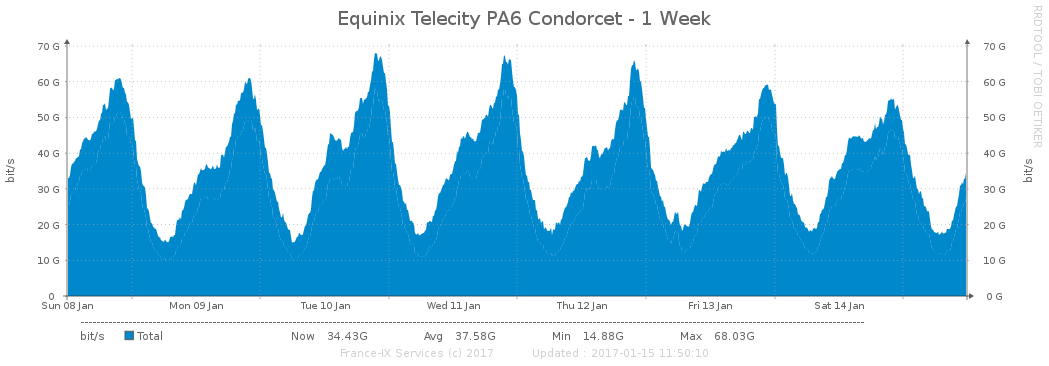 Equinix Telecity PA6 Condorcet - 1 Week
RRDTOOL / TOBI OETIKER
bit/s
70 G
60 G
50 G
40 G
30 G
20 G
10 G
0
70 G
60 G
50 G
40 G
30 G
20 G
10 G
0 G
bit/s
Sun 08 Jan Mon 09 Jan Tue 10 Jan Wed 11 Jan Thu 12 Jan Fri 13 Jan Sat 14 Jan
bit/s Total Now 34.43G Avg 37.58G Min 14.88G Max 68.03G
France-IX Services (c) 2017 Updated : 2017-01-15 11:50:10